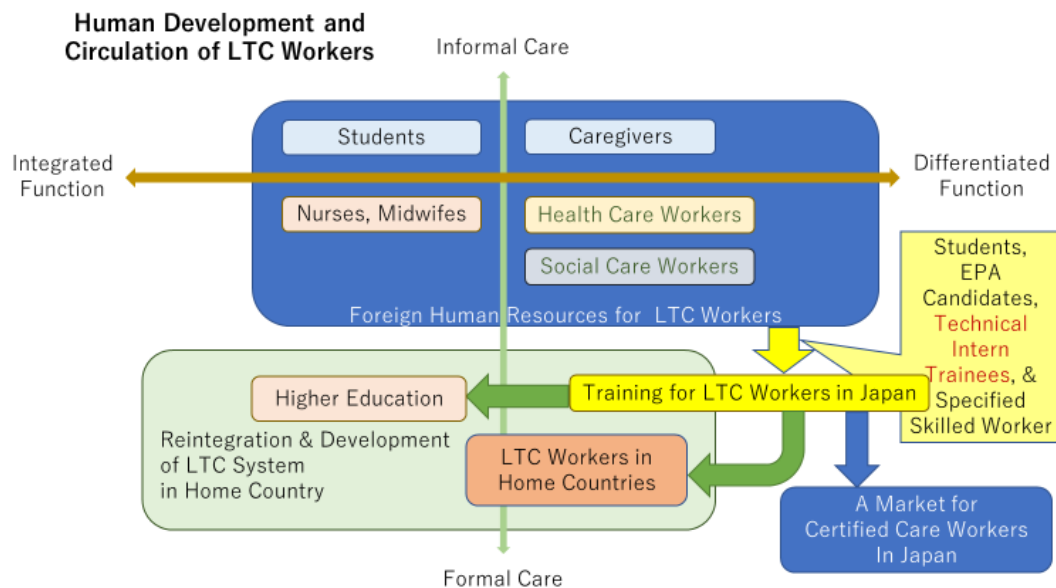 Human Development and
Circulation of LTC Workers
Informal Care
Students
Caregivers
Integrated
Function
Differentiated
Function
Nurses, Midwifes
Health Care Workers
Social Care Workers
Foreign Human Resources for LTC Workers
Students,
EPA
Candidates,
Technical
Intern
Trainees, &
Specified
Skilled Worker
Training for LTC Workers in Japan
Higher Education
Reintegration & Development
of LTC System
in Home Country
LTC Workers in
Home Countries
A Market for
Certified Care Workers
In Japan
Formal Care